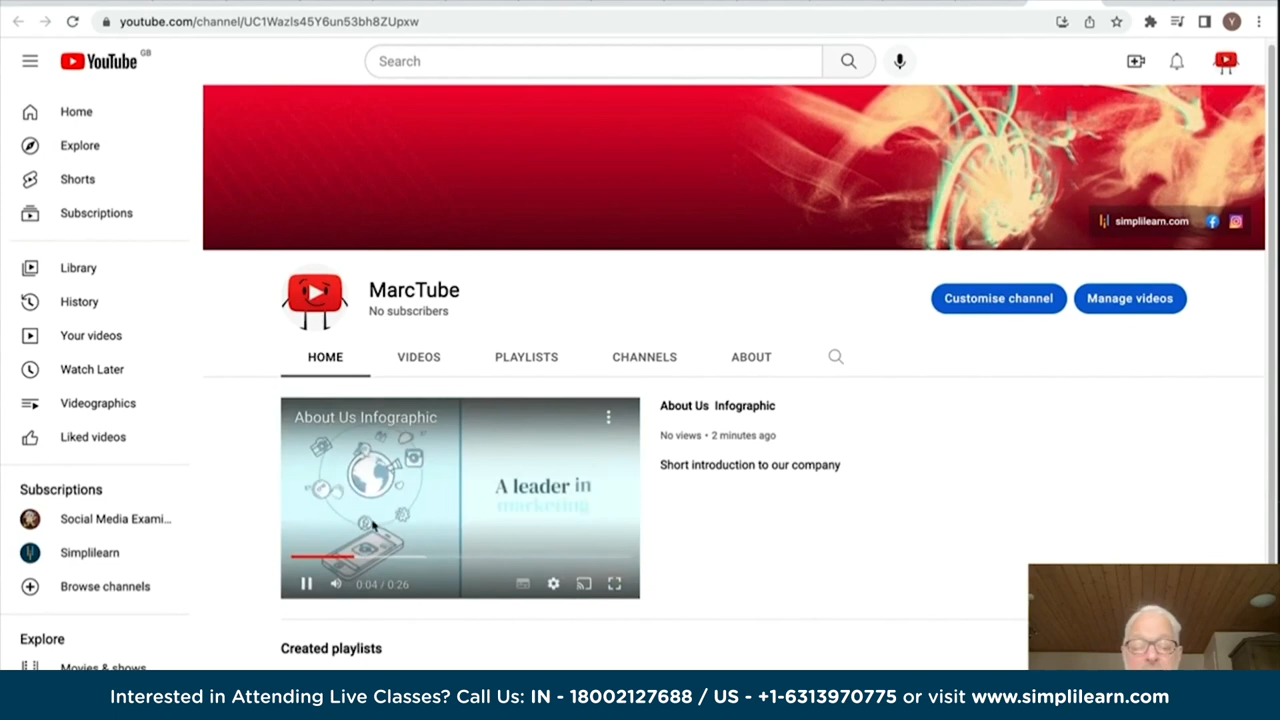 youtube.com/channel/UC1WazIs45Y6un53bh8ZUpxw
Y
YouTube GB
Search
Home
Explore
Shorts
Subscriptions
Library
History
Your videos
Watch Later
Videographics
Liked videos
Subscriptions
Social Media Exami...
Simplilearn
Browse channels
Explore
Movies & shows
simplilearn.com
MarcTube
No subscribers
Customise channel
Manage videos
HOME VIDEOS PLAYLISTS CHANNELS ABOUT
About Us Infographic
A leader in
marketing
0:04 / 0:26
About Us Infographic
No views • 2 minutes ago
Short introduction to our company
Created playlists
Interested in Attending Live Classes? Call Us: IN - 18002127688 / US - +1-6313970775 or visit www.simplilearn.com